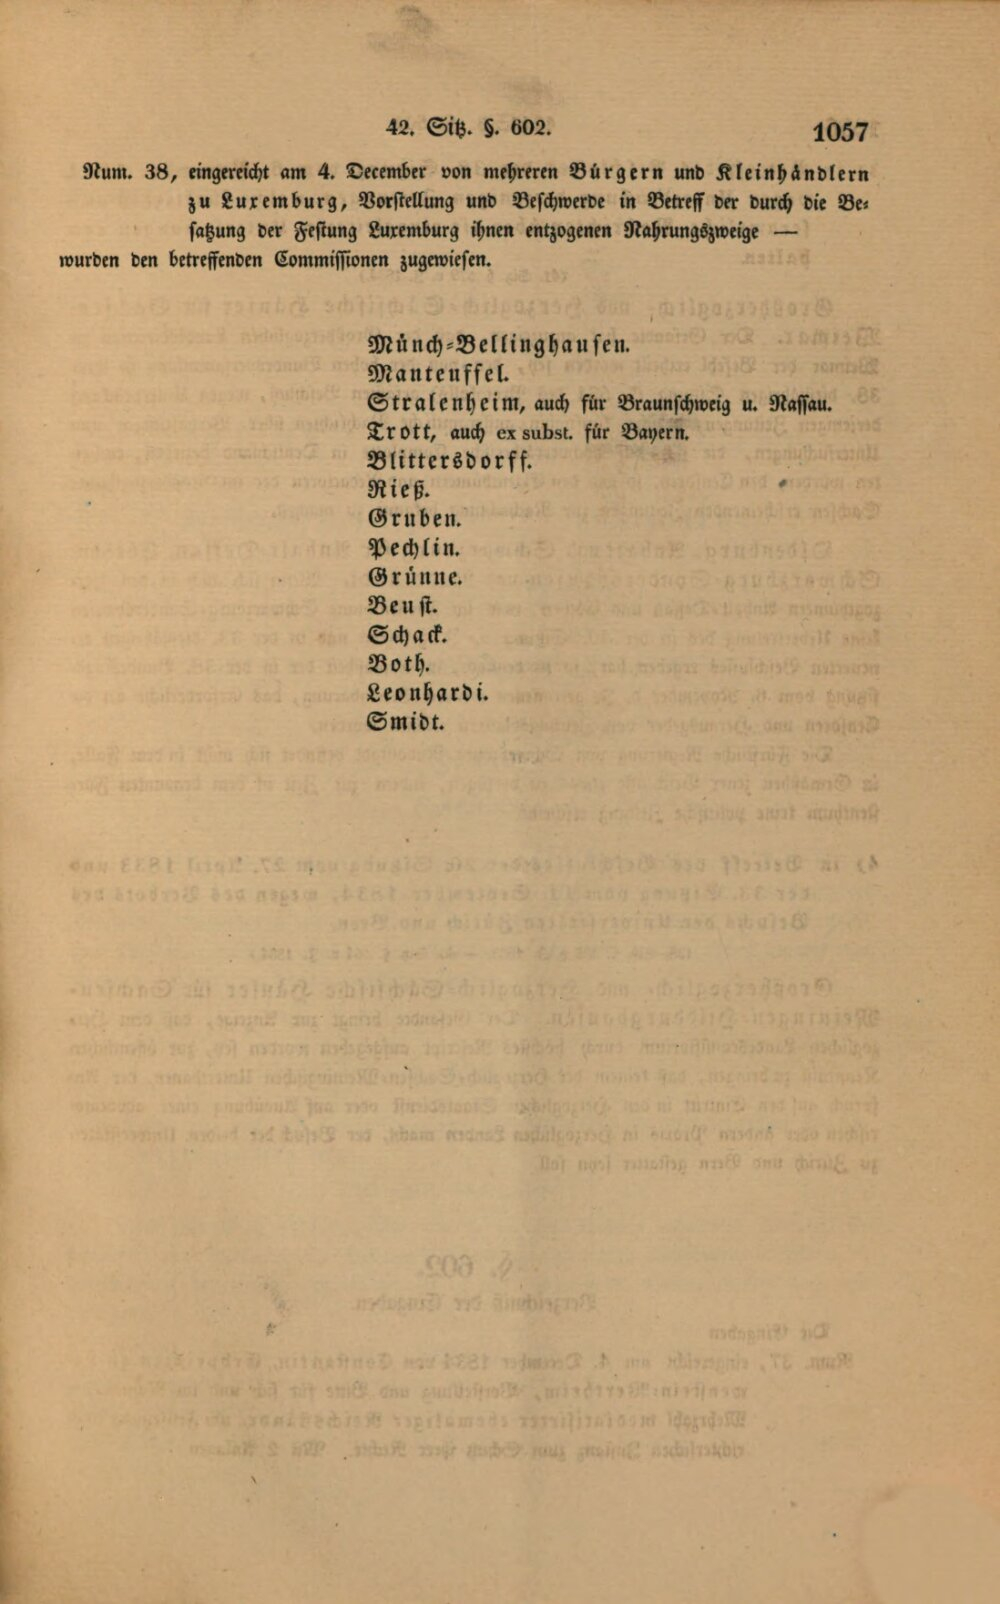 42. Sitz. §. 602. 1057
Num. 38, eingereicht am 4. December von mehreren Bürgern und Kleinhändlern
zu Luxemburg, Vorstellung und Beschwerde in Betreff der durch die Be-
satzung der Festung Luxemburg ihnen entzogenen Nahrungszweige —
wurden den betreffenden Commissionen zugewiesen.
Münch-Bellinghausen.
Manteuffel.
Stralenheim, auch für Braunschweig u. Nassau.
Trott, auch ex subst. für Bayern.
Blittersdorff.
Rieß.
Gruben.
Pechlin.
Grünne.
Beust.
Schack.
Both.
Leonhardi.
Smidt.